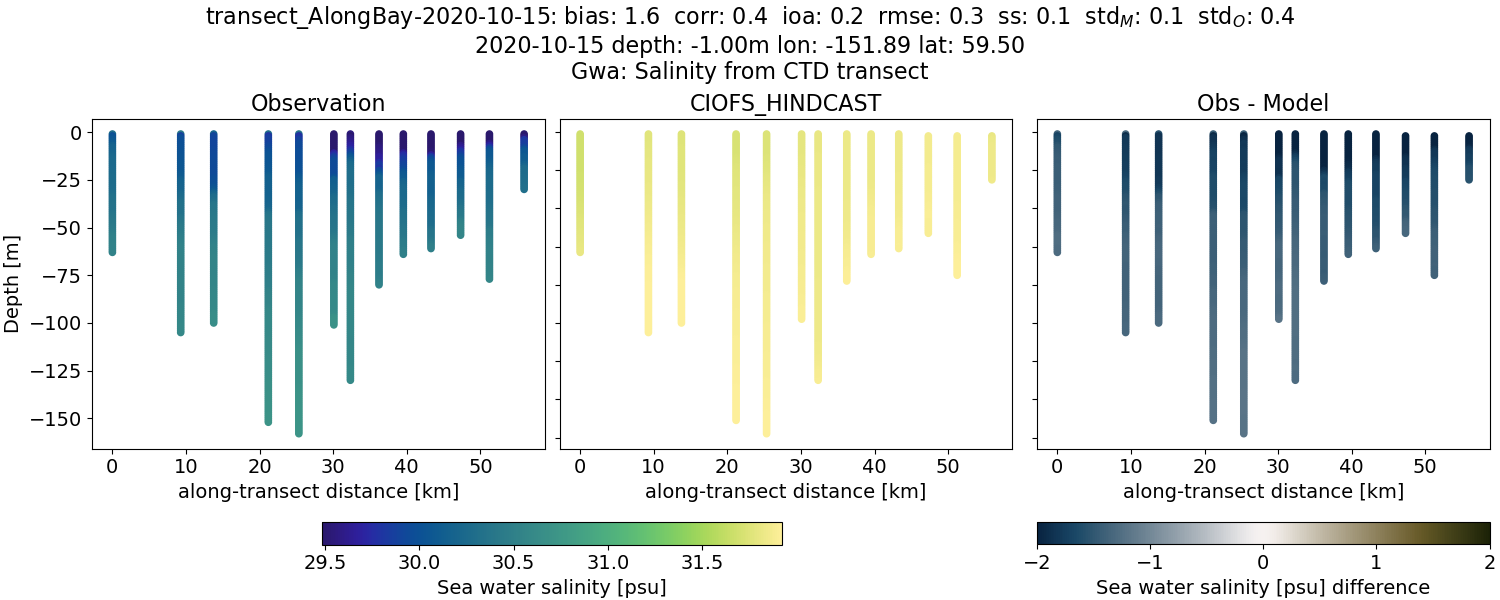 transect_AlongBay-2020-10-15: bias: 1.6 corr: 0.4 ioa: 0.2 rmse: 0.3 ss: 0.1 std_M: 0.1 std_O: 0.4
2020-10-15 depth: -1.00m lon: -151.89 lat: 59.50
Gwa: Salinity from CTD transect
Observation
CIOFS_HINDCAST
Obs - Model
Depth [m]
0
−25
−50
−75
−100
−125
−150
0 10 20 30 40 50
0 10 20 30 40 50
0 10 20 30 40 50
along-transect distance [km]
along-transect distance [km]
along-transect distance [km]
29.5 30.0 30.5 31.0 31.5
Sea water salinity [psu]
−2 −1 0 1 2
Sea water salinity [psu] difference